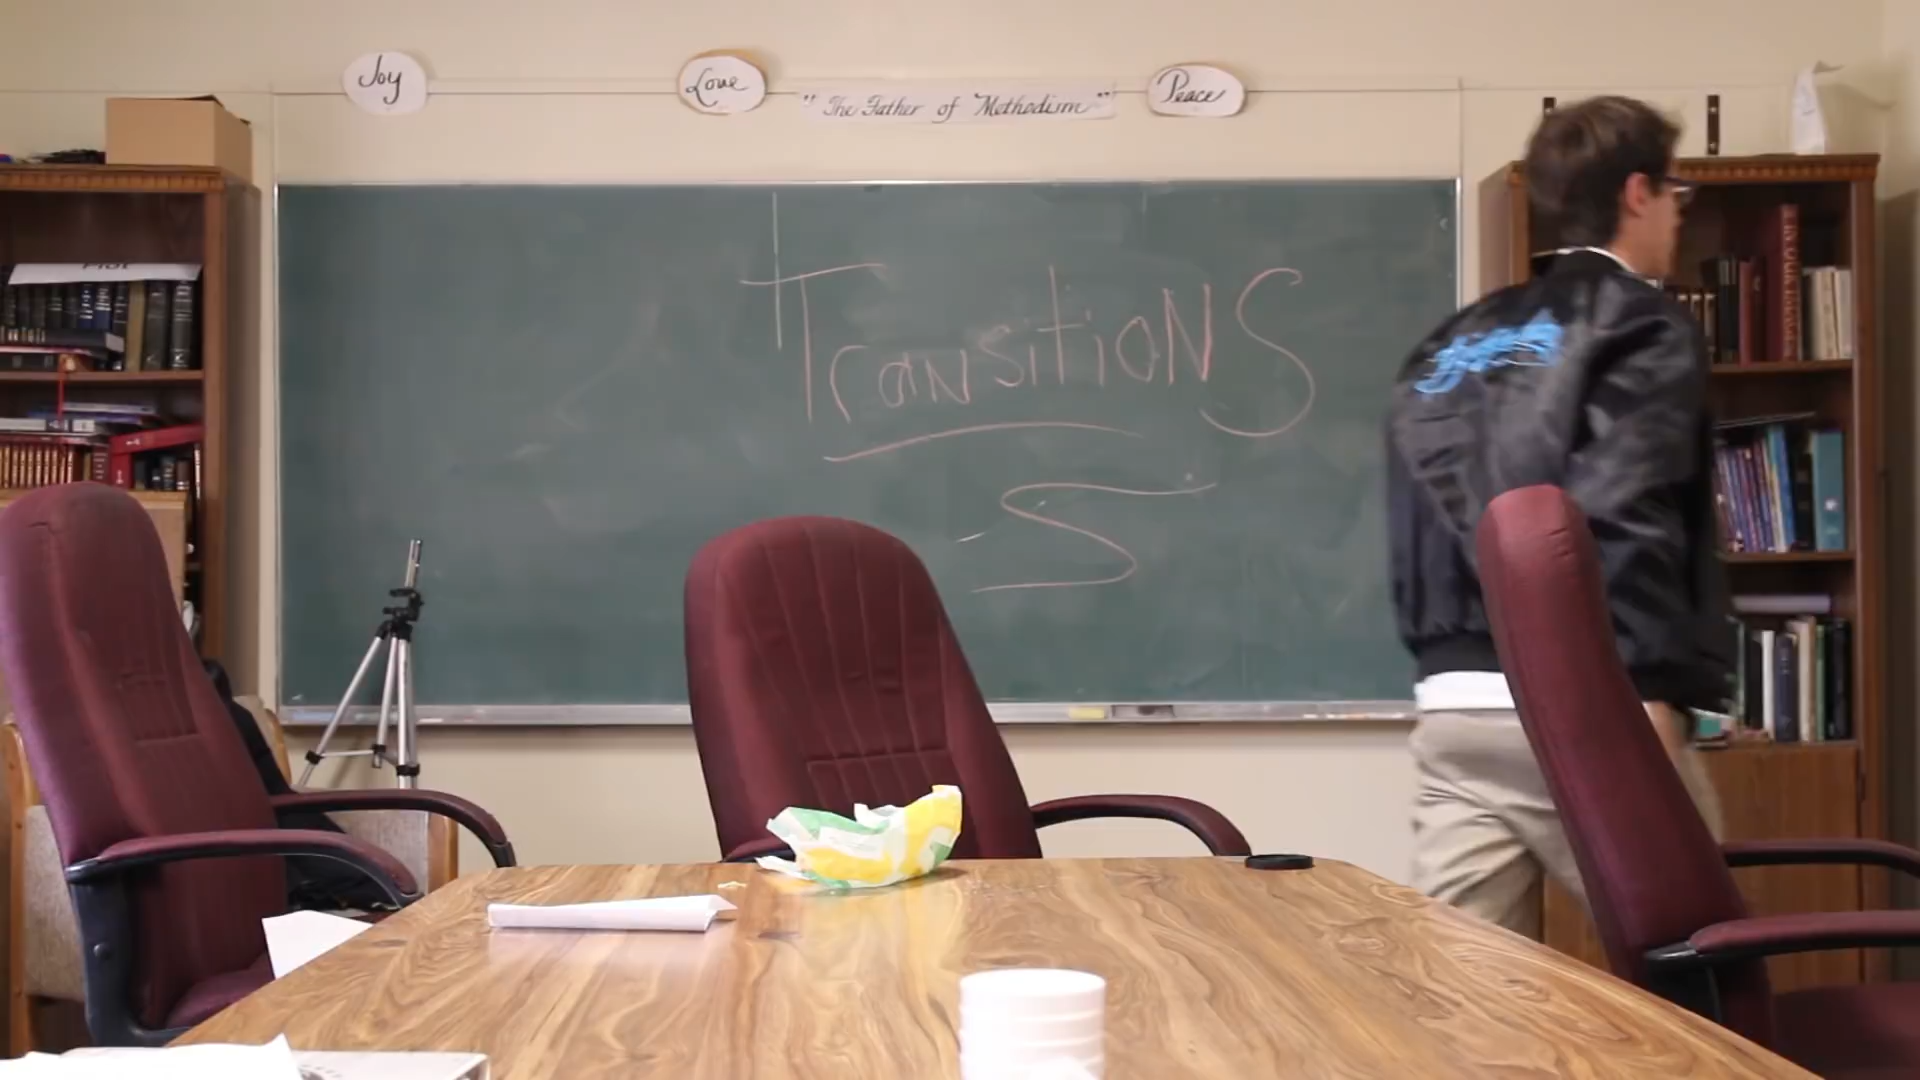 Joy
Love
"The Father of Methodism"
Peace
TransitioNS
S